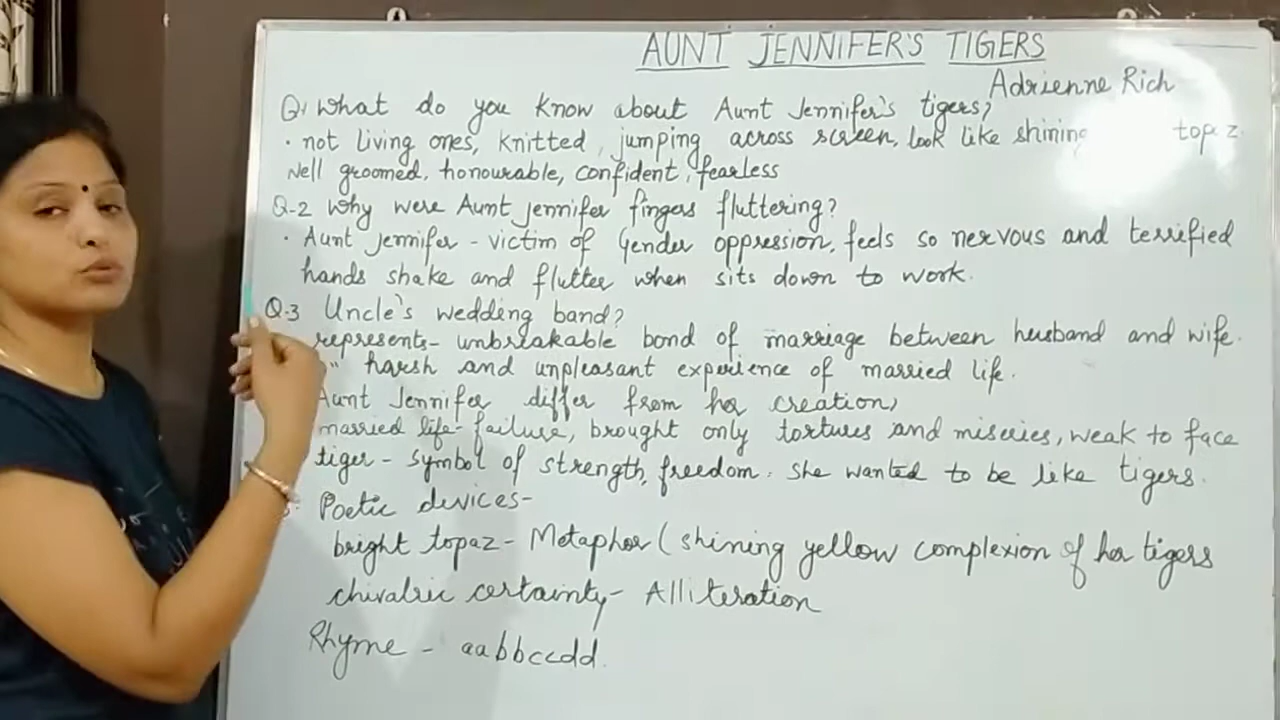 AUNT JENNIFER'S TIGERS
Adrienne Rich
Q1 What do you know about Aunt Jennifer's tigers?
· not living ones, knitted, jumping across screen, look like shining topaz.
Well groomed, honourable, confident, fearless
Q-2 Why were Aunt Jennifer fingers fluttering?
· Aunt Jennifer - victim of Gender oppression, feels so nervous and terrified
hands shake and flutter when sits down to work.
Q-3 Uncle's wedding band?
represents- unbreakable bond of marriage between husband and wife.
" harsh and unpleasant experience of married life.
Aunt Jennifer differ from her creation?
married life- failure, brought only tortures and miseries, weak to face
tiger - symbol of strength, freedom. She wanted to be like tigers.
Poetic devices-
bright topaz- Metaphor (shining yellow complexion of her tigers
chivalric certainty- Alliteration
Rhyme - aabbccdd.